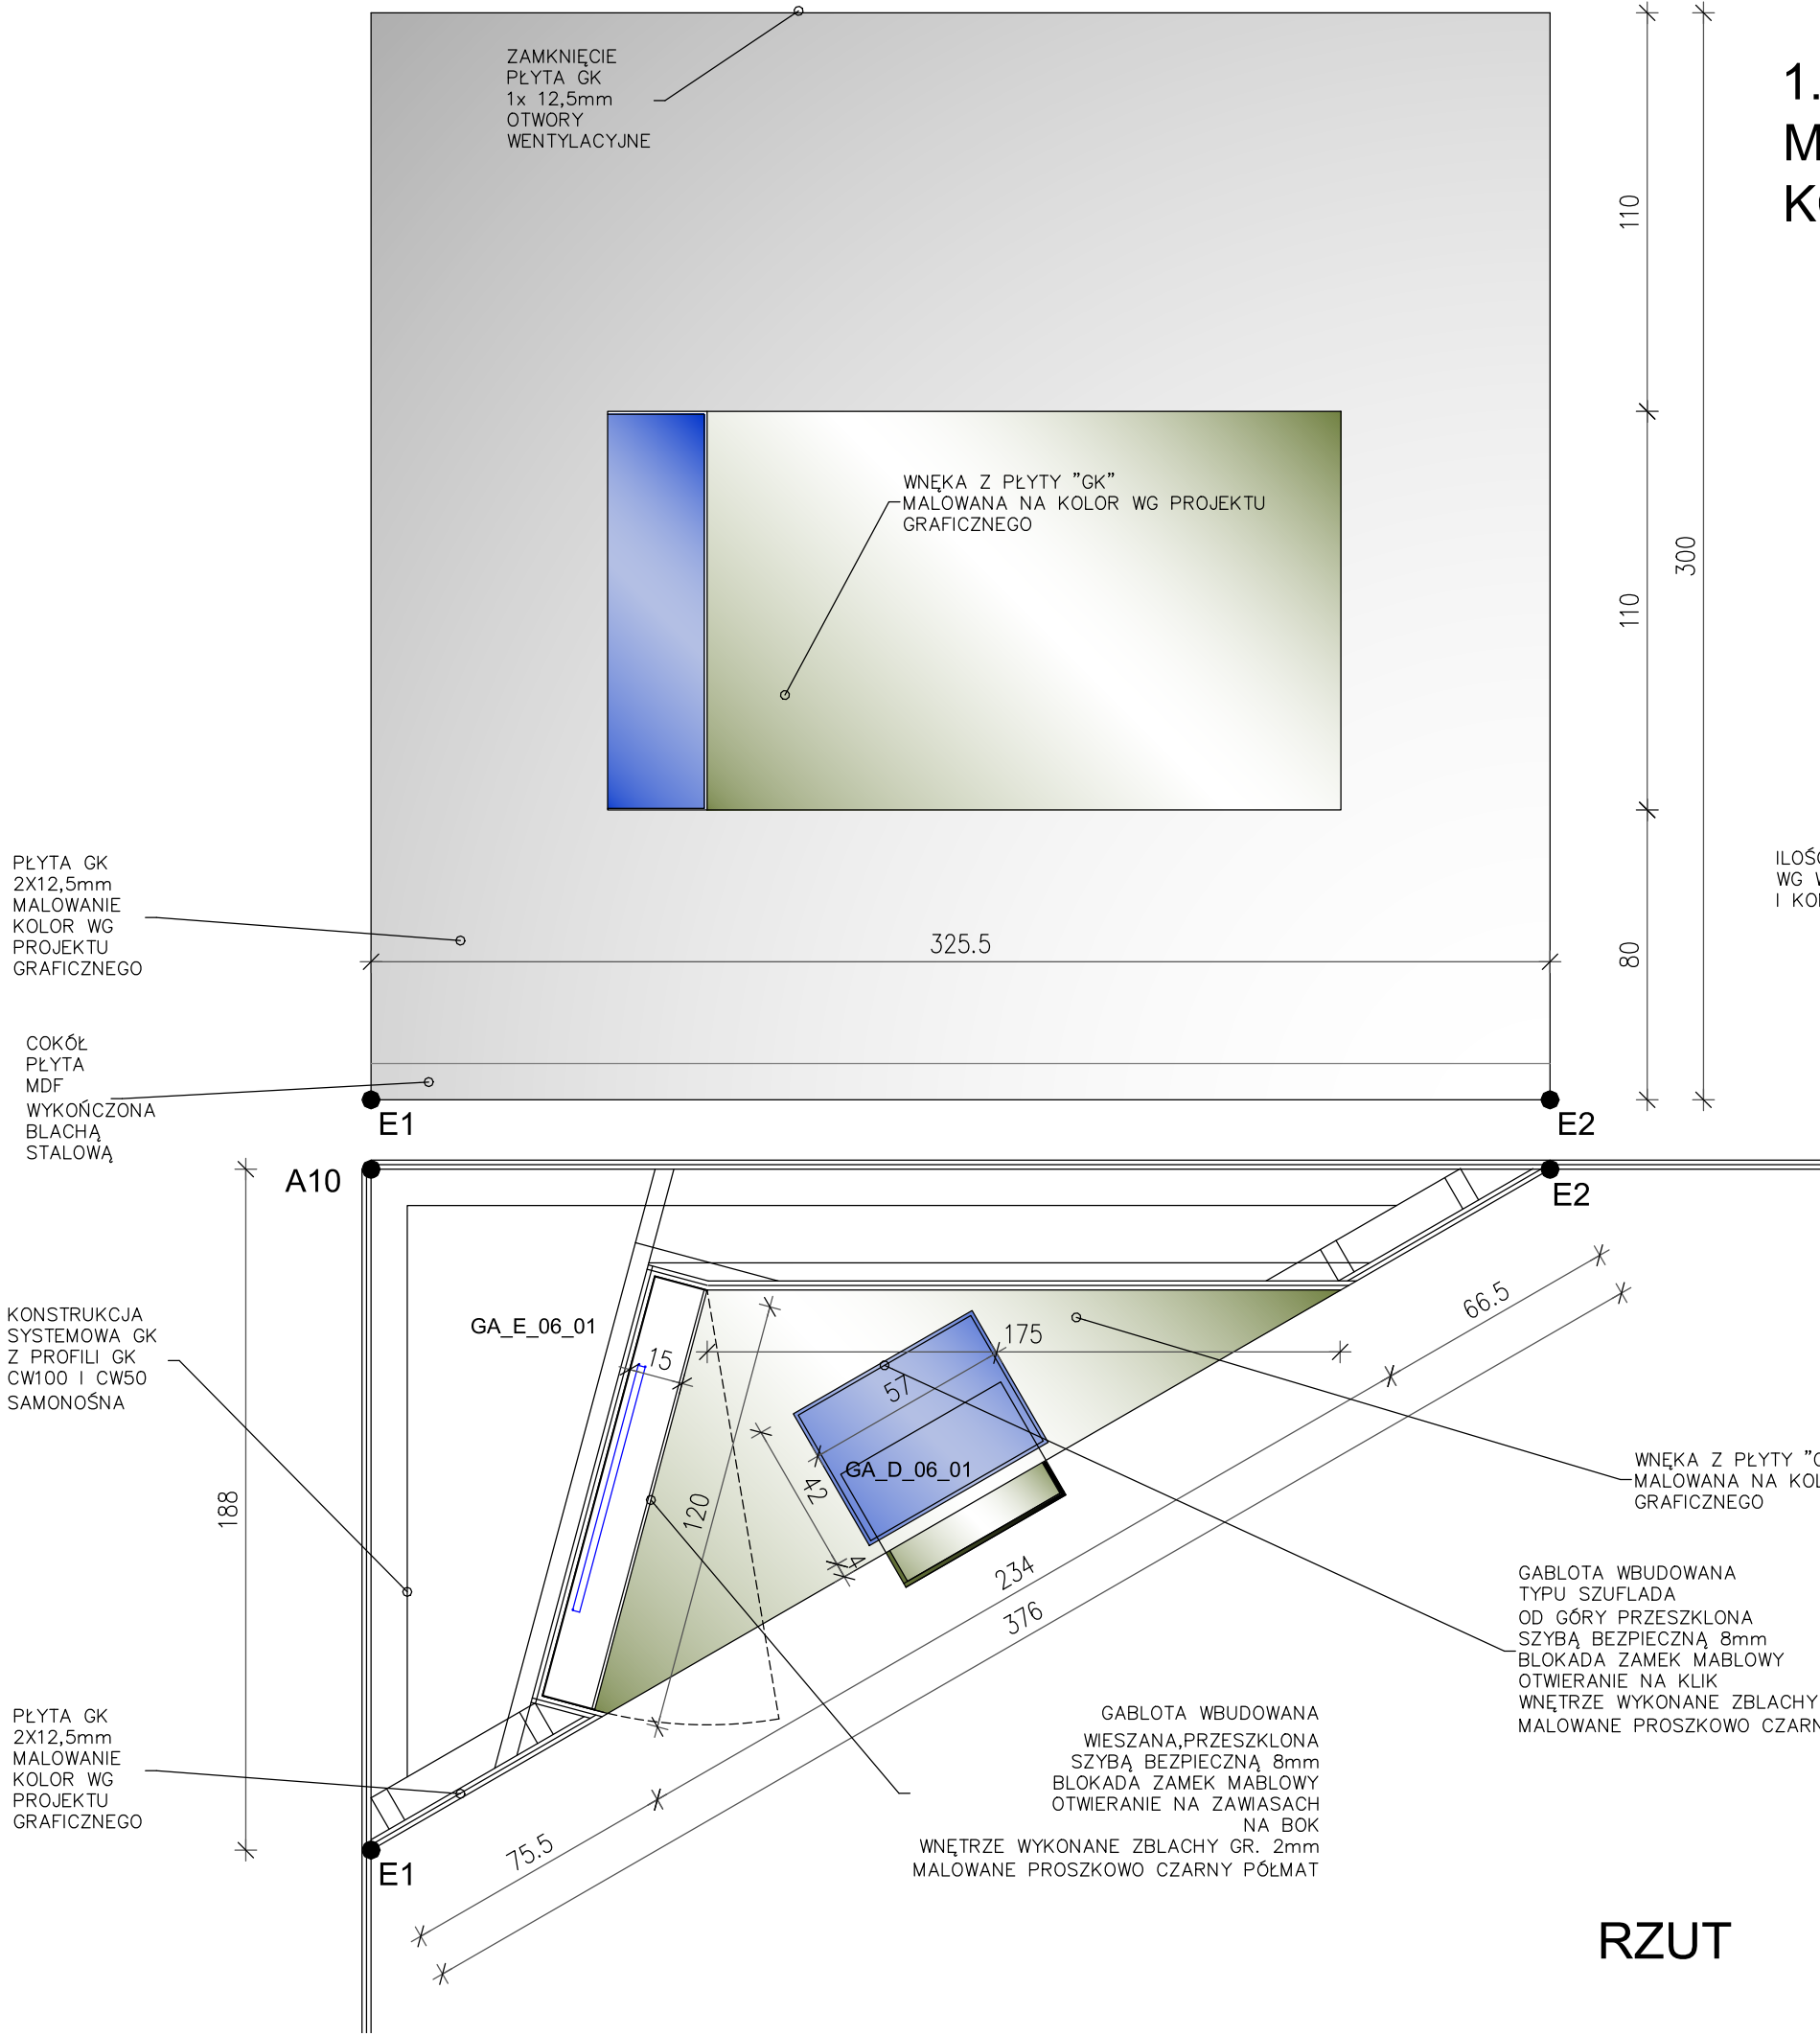 ZAMKNIĘCIE
PŁYTA GK
1x 12,5mm
OTWORY
WENTYLACYJNE
1.
110
WNĘKA Z PŁYTY ”GK”
MALOWANA NA KOLOR WG PROJEKTU
GRAFICZNEGO
300
110
PŁYTA GK
2X12,5mm
MALOWANIE
KOLOR WG
PROJEKTU
GRAFICZNEGO
WG
I
325.5
80
COKÓŁ
PŁYTA
MDF
WYKOŃCZONA
BLACHĄ
STALOWĄ
E1
E2
A10
E2
KONSTRUKCJA
SYSTEMOWA GK
Z PROFILI GK
CW100 I CW50
SAMONOŚNA
GA_E_06_01
15
175
66.5
57
GA_D_06_01
42
120
4
188
234
376
WNĘKA Z PŁYTY
MALOWANA NA
GRAFICZNEGO
GABLOTA WBUDOWANA
TYPU SZUFLADA
OD GÓRY PRZESZKLONA
SZYBĄ BEZPIECZNĄ 8mm
BLOKADA ZAMEK MABLOWY
OTWIERANIE NA KLIK
WNĘTRZE WYKONANE ZBLACHY
MALOWANE PROSZKOWO
PŁYTA GK
2X12,5mm
MALOWANIE
KOLOR WG
PROJEKTU
GRAFICZNEGO
GABLOTA WBUDOWANA
WIESZANA,PRZESZKLONA
SZYBĄ BEZPIECZNĄ 8mm
BLOKADA ZAMEK MABLOWY
OTWIERANIE NA ZAWIASACH
NA BOK
WNĘTRZE WYKONANE ZBLACHY GR. 2mm
MALOWANE PROSZKOWO CZARNY PÓŁMAT
75.5
E1
RZUT